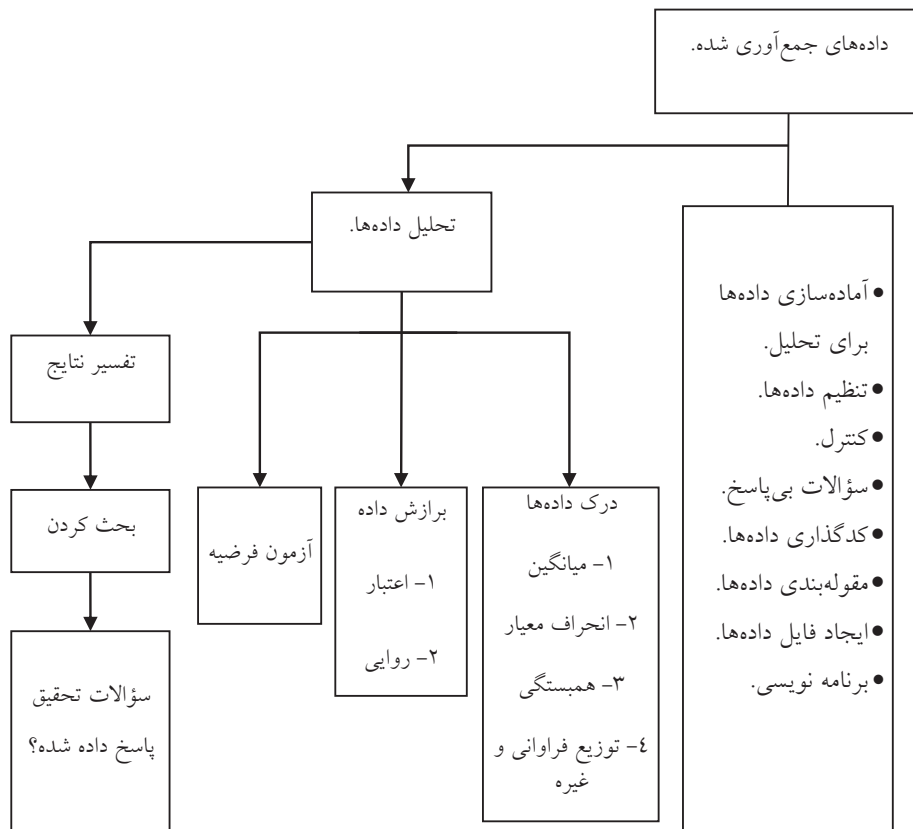 داده‌های جمع‌آوری شده.
تحلیل داده‌ها.
● آماده‌سازی داده‌ها
برای تحلیل.
● تنظیم داده‌ها.
● کنترل.
● سؤالات بی‌پاسخ.
● کدگذاری داده‌ها.
● مقوله‌بندی داده‌ها.
● ایجاد فایل داده‌ها.
● برنامه نویسی.
درک داده‌ها
۱- میانگین
۲- انحراف معیار
۳- همبستگی
٤- توزیع فراوانی و
غیره
برازش داده
۱- اعتبار
۲- روایی
آزمون فرضیه
تفسیر نتایج
بحث کردن
سؤالات تحقیق
پاسخ داده شده؟